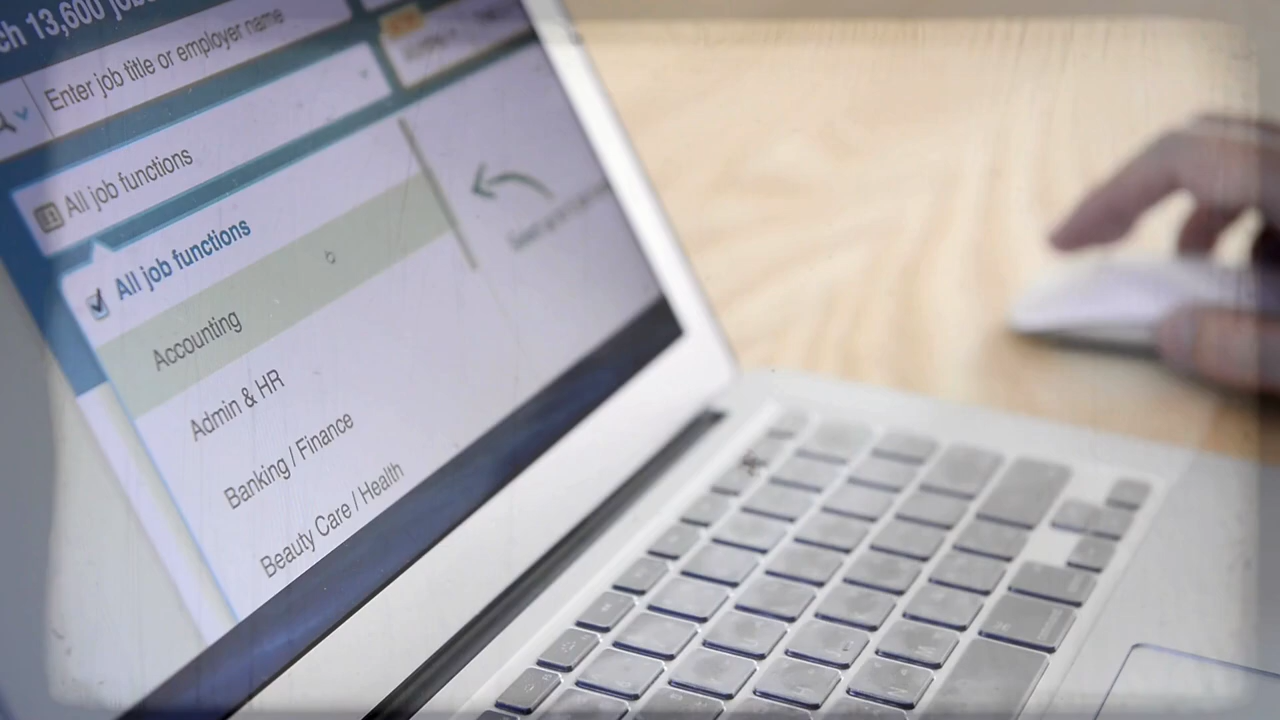 ch 13,600 jobs
Enter job title or employer name
All job functions
All job functions
Accounting
Admin & HR
Banking / Finance
Beauty Care / Health